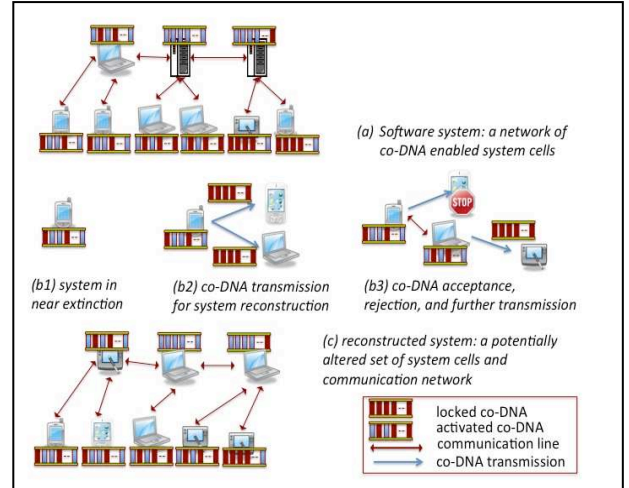 (a) Software system: a network of
co-DNA enabled system cells
STOP
(b1) system in
near extinction
(b2) co-DNA transmission
for system reconstruction
(b3) co-DNA acceptance,
rejection, and further transmission
(c) reconstructed system: a potentially
altered set of system cells and
communication network
locked co-DNA
activated co-DNA
communication line
co-DNA transmission